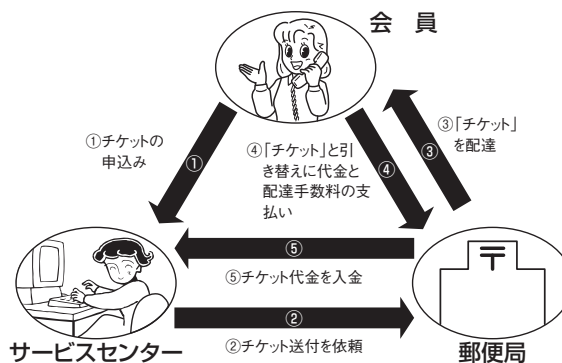 会 員
①チケットの
申込み
①
④「チケット」と引
き替えに代金と
配達手数料の支
払い
④
③
③「チケット」
を配達
⑤
⑤チケット代金を入金
②
②チケット送付を依頼
サービスセンター
〒
郵便局